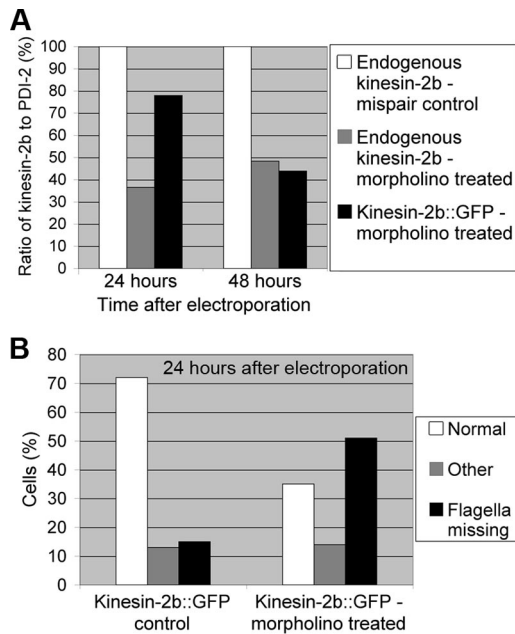 A
Ratio of kinesin-2b to PDI-2 (%)
100
90
80
70
60
50
40
30
20
10
0
24 hours
48 hours
Time after electroporation
Endogenous
kinesin-2b -
mispair control
Endogenous
kinesin-2b -
morpholino treated
Kinesin-2b::GFP -
morpholino treated
B
24 hours after electroporation
Cells (%)
80
70
60
50
40
30
20
10
0
Kinesin-2b::GFP
control
Kinesin-2b::GFP -
morpholino treated
Normal
Other
Flagella
missing